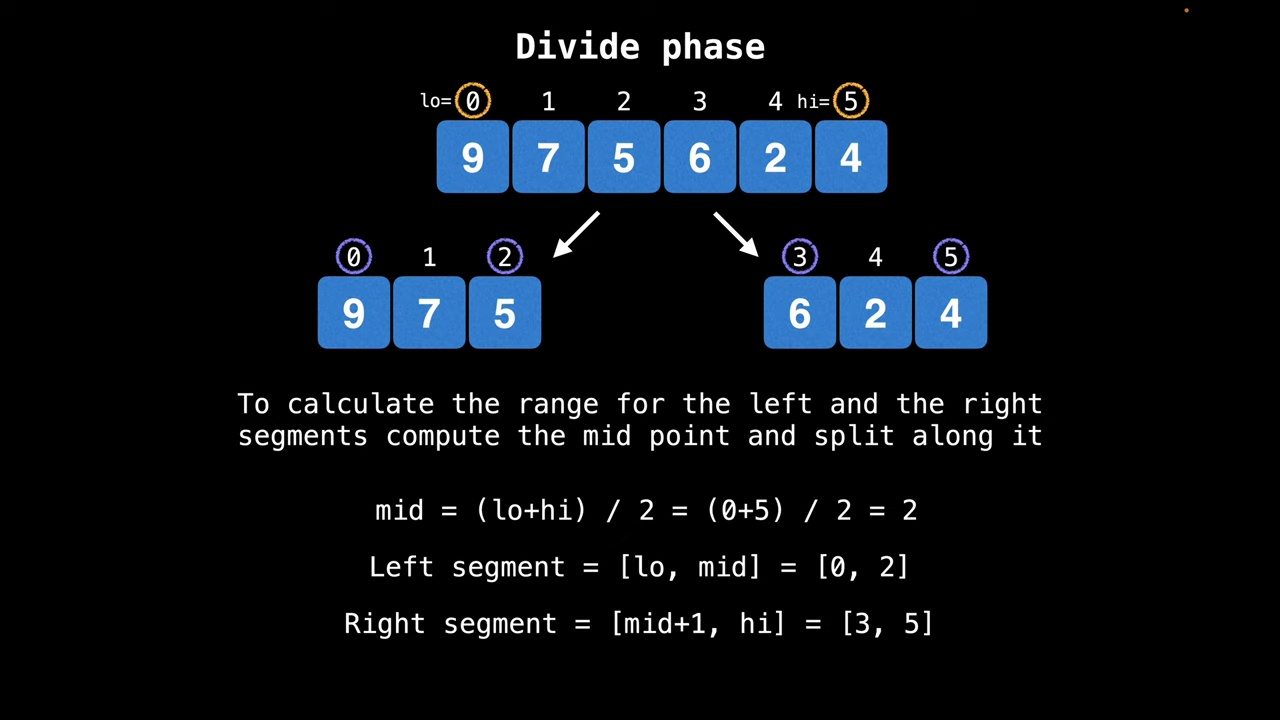 Divide phase
lo= 0 1 2 3 4 hi= 5
9 7 5 6 2 4
0 1 2 3 4 5
9 7 5 6 2 4
To calculate the range for the left and the right
segments compute the mid point and split along it
mid = (lo+hi) / 2 = (0+5) / 2 = 2
Left segment = [lo, mid] = [0, 2]
Right segment = [mid+1, hi] = [3, 5]